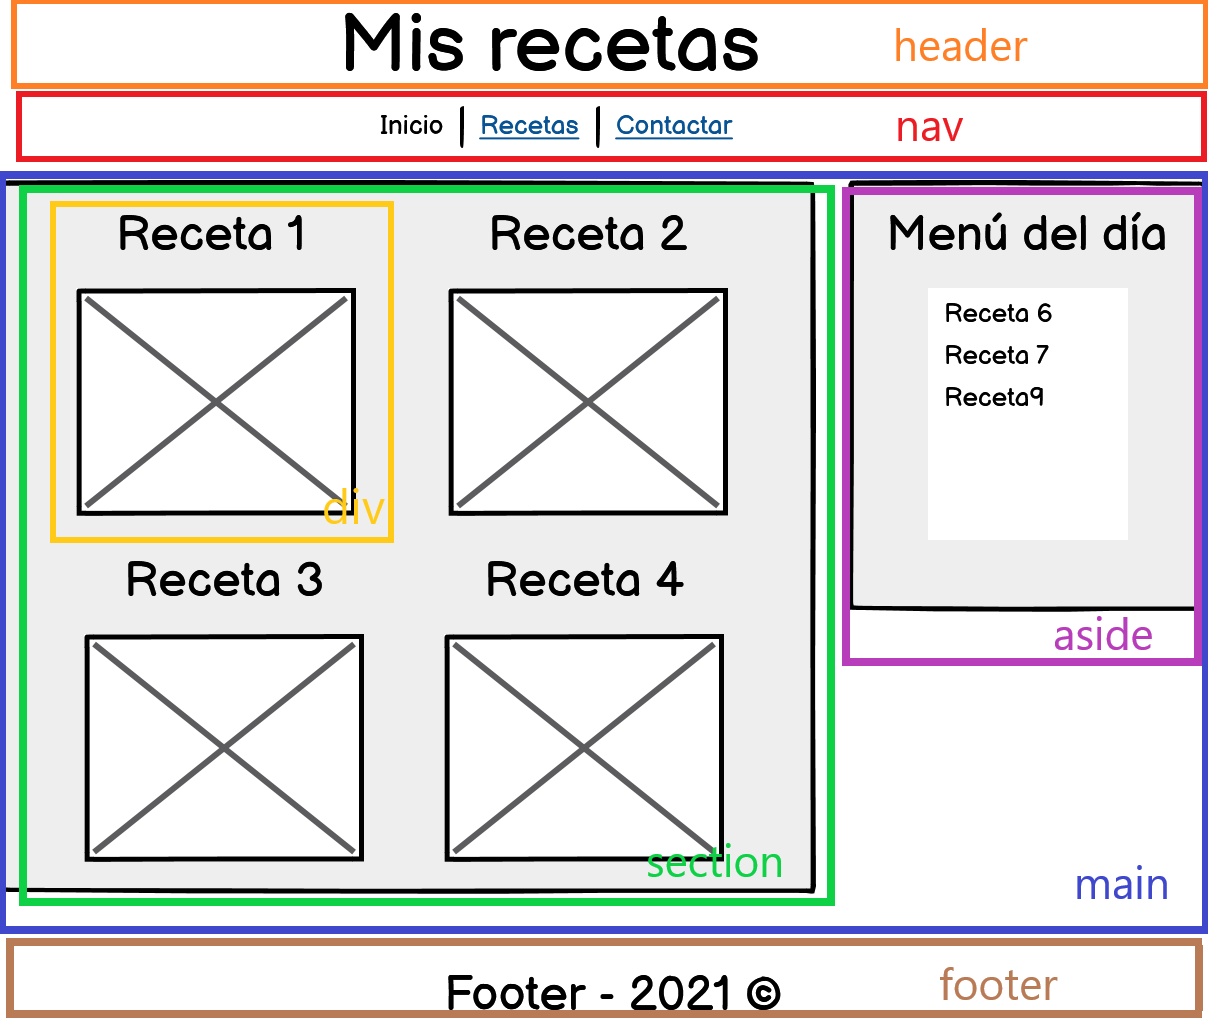 Mis recetas
header
Inicio | Recetas | Contactar
nav
Receta 1
Receta 2
Menú del día
Receta 6
Receta 7
Receta9
div
Receta 3
Receta 4
aside
section
main
Footer - 2021 ©
footer